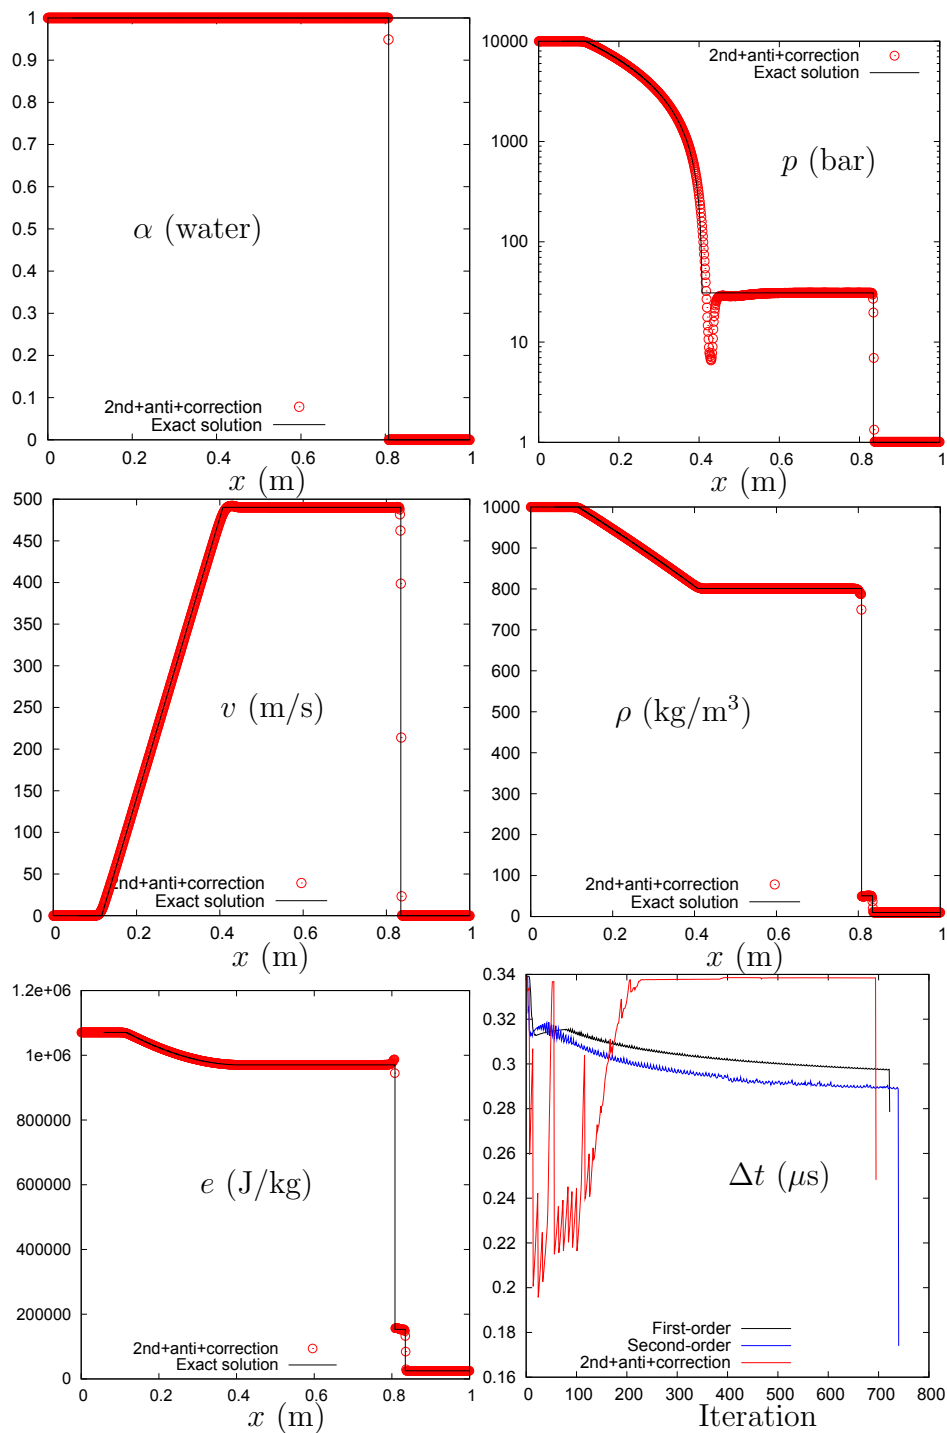 1
0.9
0.8
0.7
0.6
0.5
0.4
0.3
0.2
0.1
0
α (water)
2nd+anti+correction
Exact solution
0 0.2 0.4 0.6 0.8 1
x (m)
10000
1000
100
10
1
2nd+anti+correction
Exact solution
p (bar)
0 0.2 0.4 0.6 0.8 1
x (m)
500
450
400
350
300
250
200
150
100
50
0
v (m/s)
2nd+anti+correction
Exact solution
0 0.2 0.4 0.6 0.8 1
x (m)
1000
900
800
700
600
500
400
300
200
100
0
ρ (kg/m³)
2nd+anti+correction
Exact solution
0 0.2 0.4 0.6 0.8 1
x (m)
1.2e+06
1e+06
800000
600000
400000
200000
0
e (J/kg)
2nd+anti+correction
Exact solution
0 0.2 0.4 0.6 0.8 1
x (m)
0.34
0.32
0.3
0.28
0.26
0.24
0.22
0.2
0.18
0.16
Δt (μs)
First-order
Second-order
2nd+anti+correction
0 100 200 300 400 500 600 700 800
Iteration